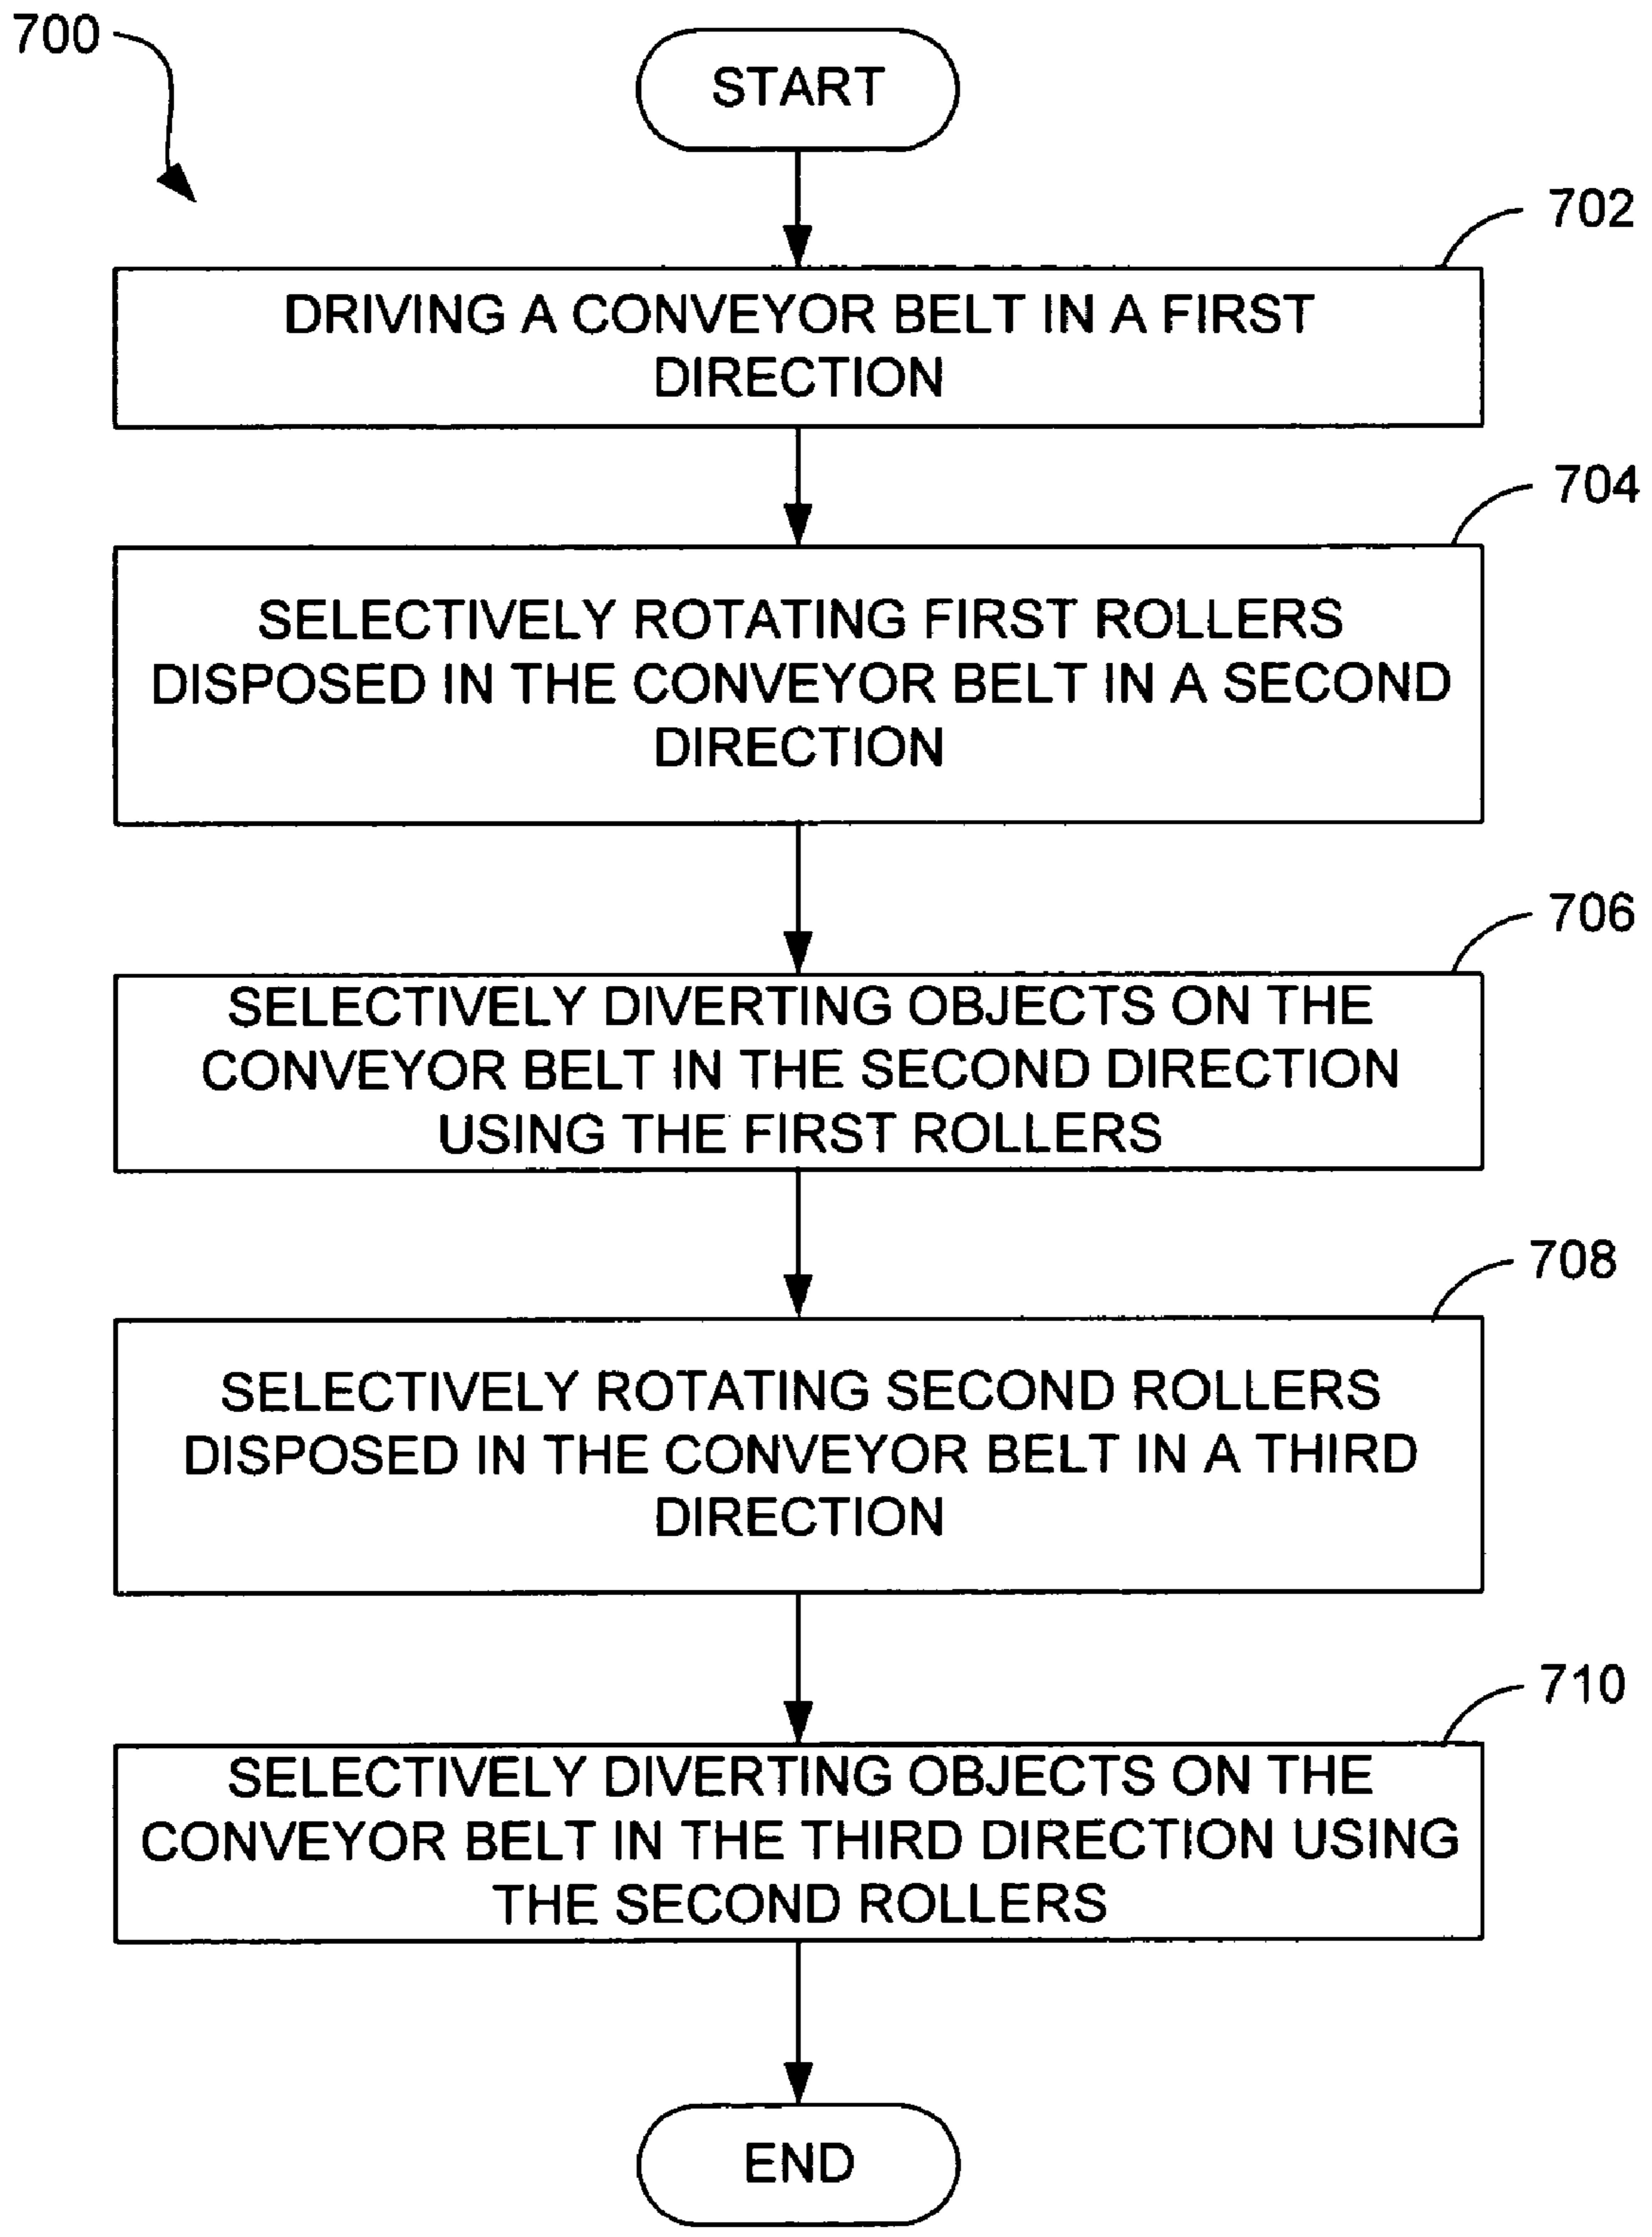 700
START
702
DRIVING A CONVEYOR BELT IN A FIRST
DIRECTION
704
SELECTIVELY ROTATING FIRST ROLLERS
DISPOSED IN THE CONVEYOR BELT IN A SECOND
DIRECTION
706
SELECTIVELY DIVERTING OBJECTS ON THE
CONVEYOR BELT IN THE SECOND DIRECTION
USING THE FIRST ROLLERS
708
SELECTIVELY ROTATING SECOND ROLLERS
DISPOSED IN THE CONVEYOR BELT IN A THIRD
DIRECTION
710
SELECTIVELY DIVERTING OBJECTS ON THE
CONVEYOR BELT IN THE THIRD DIRECTION USING
THE SECOND ROLLERS
END